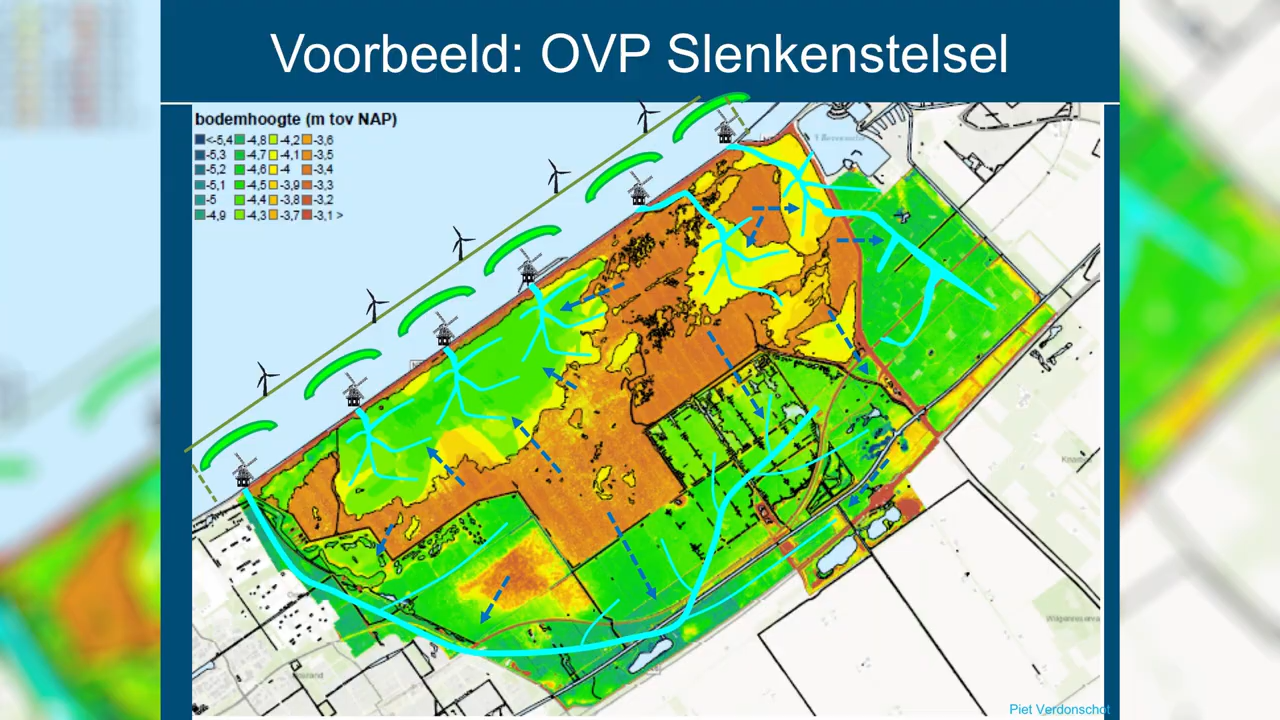 Voorbeeld: OVP Slenkenstelsel
bodemhoogte (m tov NAP)
<-5,4 -4,8 -4,2 -3,6
-5,3 -4,7 -4,1 -3,5
-5,2 -4,6 -4 -3,4
-5,1 -4,5 -3,9 -3,3
-5 -4,4 -3,8 -3,2
-4,9 -4,3 -3,7 -3,1 >
Piet Verdonschot